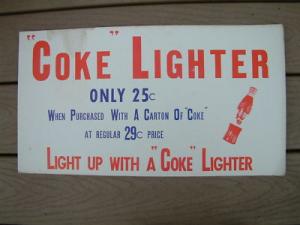 "COKE" LIGHTER
ONLY 25c
WHEN PURCHASED WITH A CARTON OF "COKE"
AT REGULAR 29c PRICE
LIGHT UP WITH A "COKE" LIGHTER